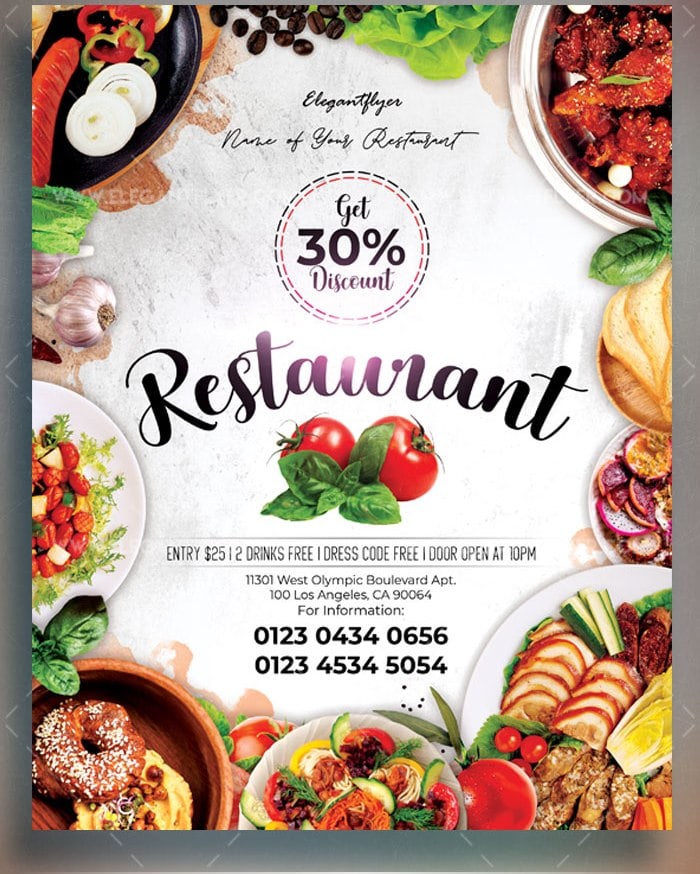 Elegantflyer
Name of Your Restaurant
Get
30%
Discount
Restaurant
ENTRY $25 | 2 DRINKS FREE | DRESS CODE FREE | DOOR OPEN AT 10PM
11301 West Olympic Boulevard Apt.
100 Los Angeles, CA 90064
For Information:
0123 0434 0656
0123 4534 5054